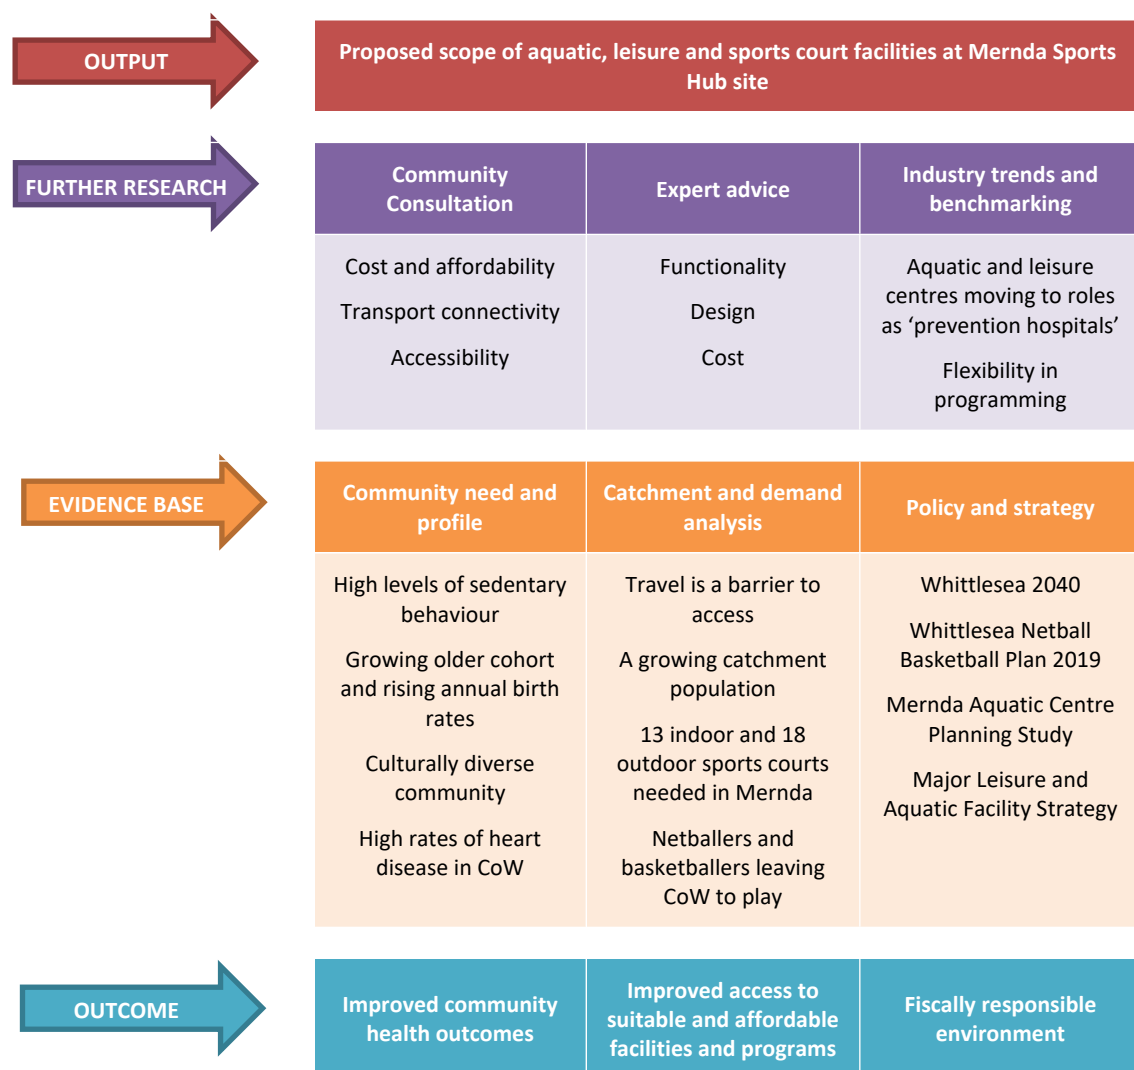 OUTPUT
Proposed scope of aquatic, leisure and sports court facilities at Mernda Sports
Hub site
FURTHER RESEARCH
Community
Consultation
Expert advice
Industry trends and
benchmarking
Cost and affordability
Transport connectivity
Accessibility
Functionality
Design
Cost
Aquatic and leisure
centres moving to roles
as ‘prevention hospitals’
Flexibility in
programming
EVIDENCE BASE
Community need and
profile
Catchment and demand
analysis
Policy and strategy
High levels of sedentary
behaviour
Growing older cohort
and rising annual birth
rates
Culturally diverse
community
High rates of heart
disease in CoW
Travel is a barrier to
access
A growing catchment
population
13 indoor and 18
outdoor sports courts
needed in Mernda
Netballers and
basketballers leaving
CoW to play
Whittlesea 2040
Whittlesea Netball
Basketball Plan 2019
Mernda Aquatic Centre
Planning Study
Major Leisure and
Aquatic Facility Strategy
OUTCOME
Improved community
health outcomes
Improved access to
suitable and affordable
facilities and programs
Fiscally responsible
environment